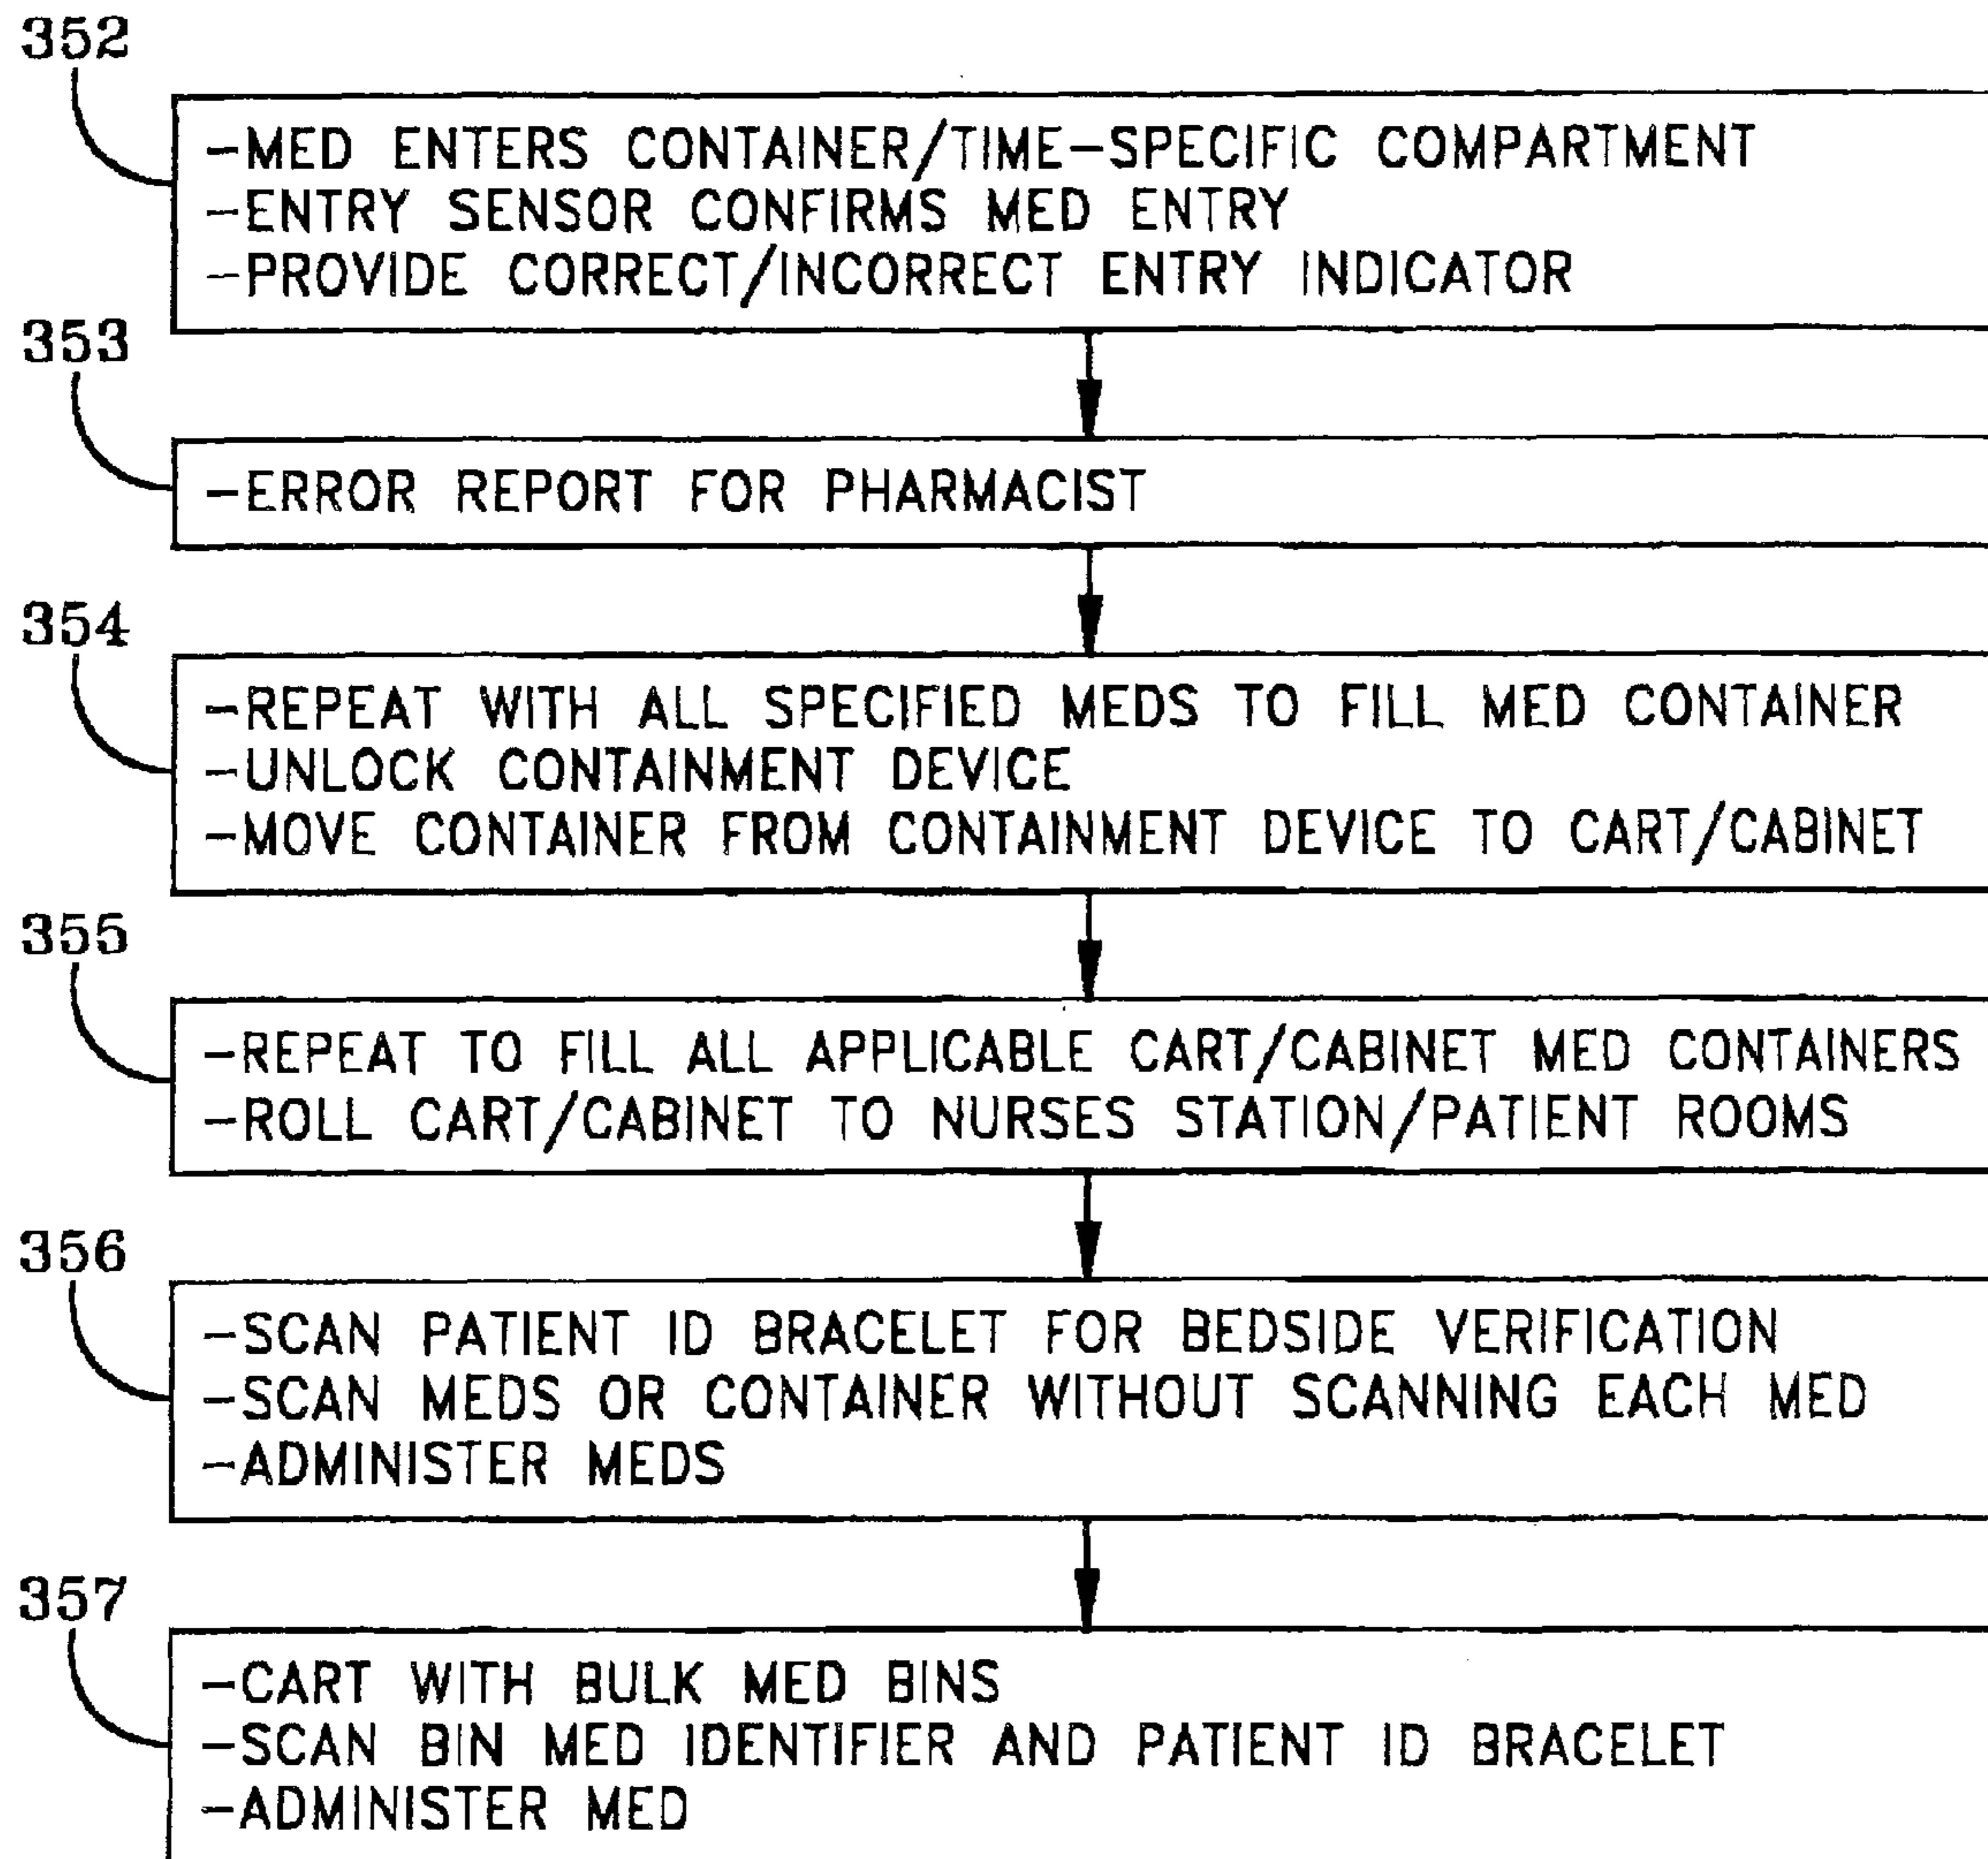 352
-MED ENTERS CONTAINER/TIME-SPECIFIC COMPARTMENT
-ENTRY SENSOR CONFIRMS MED ENTRY
-PROVIDE CORRECT/INCORRECT ENTRY INDICATOR
353
-ERROR REPORT FOR PHARMACIST
354
-REPEAT WITH ALL SPECIFIED MEDS TO FILL MED CONTAINER
-UNLOCK CONTAINMENT DEVICE
-MOVE CONTAINER FROM CONTAINMENT DEVICE TO CART/CABINET
355
-REPEAT TO FILL ALL APPLICABLE CART/CABINET MED CONTAINERS
-ROLL CART/CABINET TO NURSES STATION/PATIENT ROOMS
356
-SCAN PATIENT ID BRACELET FOR BEDSIDE VERIFICATION
-SCAN MEDS OR CONTAINER WITHOUT SCANNING EACH MED
-ADMINISTER MEDS
357
-CART WITH BULK MED BINS
-SCAN BIN MED IDENTIFIER AND PATIENT ID BRACELET
-ADMINISTER MED